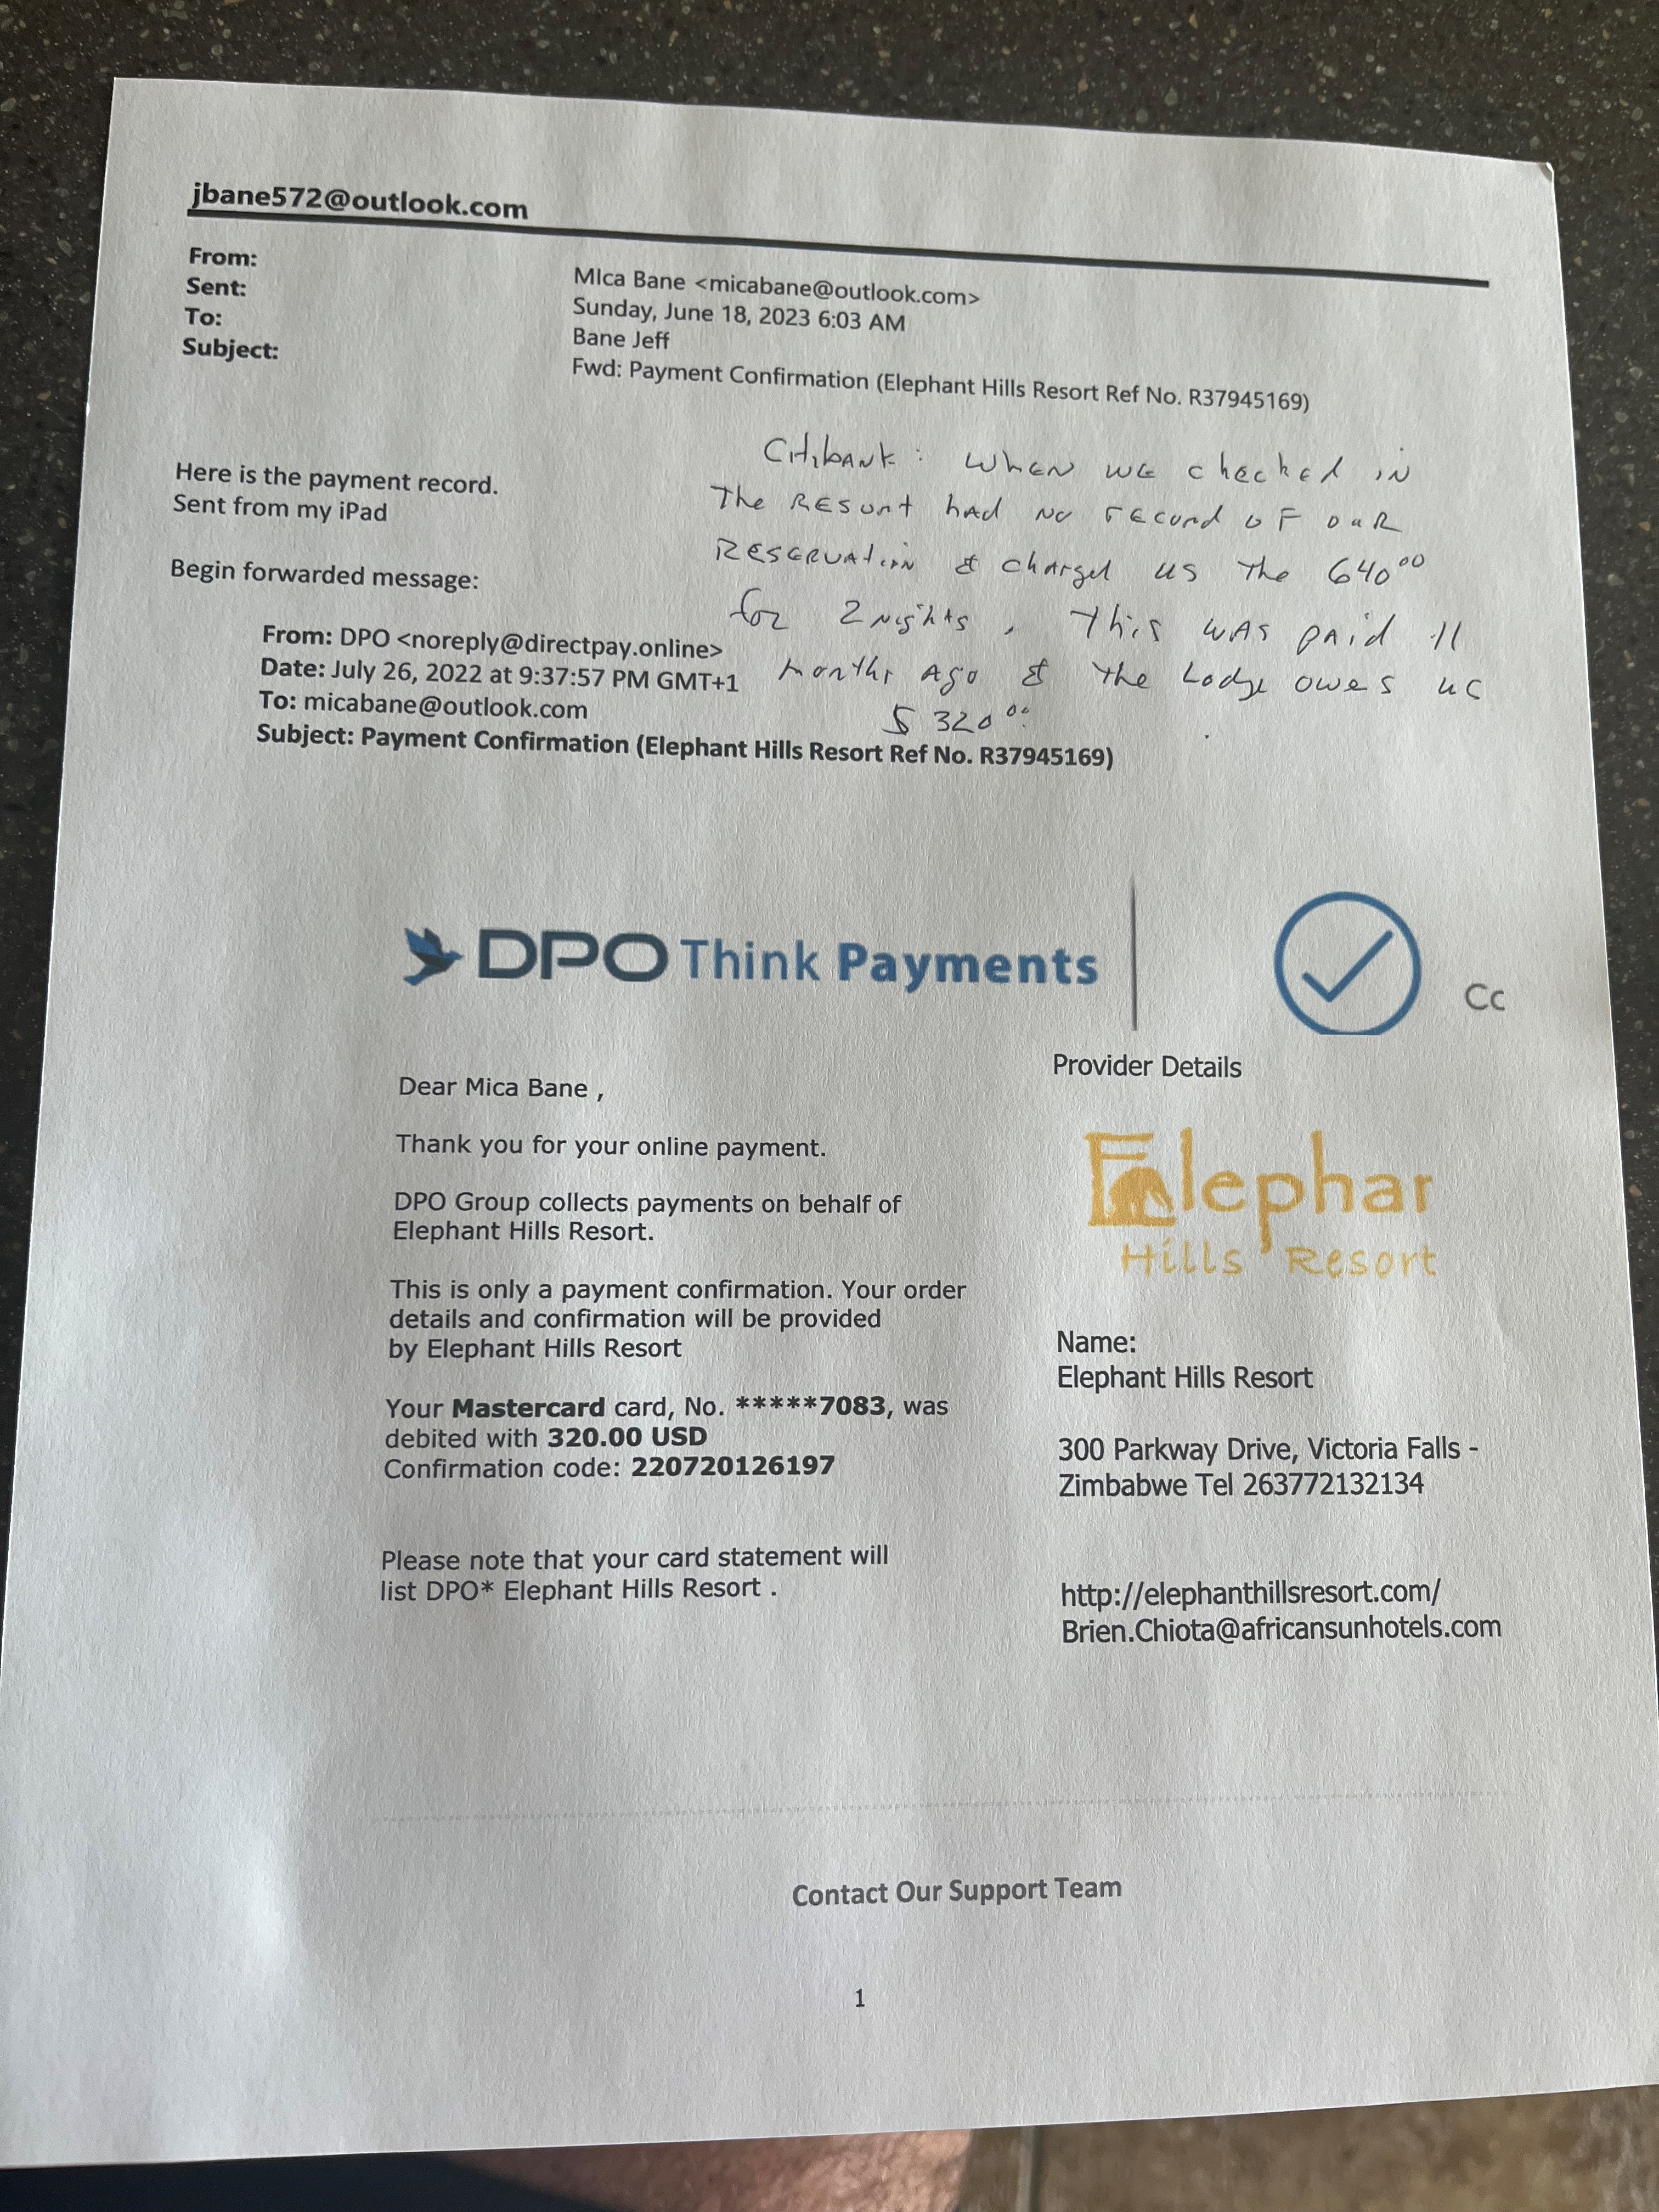 jbane572@outlook.com
From: MIca Bane <micabane@outlook.com>
Sent: Sunday, June 18, 2023 6:03 AM
To: Bane Jeff
Subject: Fwd: Payment Confirmation (Elephant Hills Resort Ref No. R37945169)
Citibank: When we checked in
The Resort had no record of our
Reservation & charged us the 640⁰⁰
for 2 nights, This was paid 11
months ago & the Lodge owes us
$ 320⁰⁰
Here is the payment record.
Sent from my iPad
Begin forwarded message:
From: DPO <noreply@directpay.online>
Date: July 26, 2022 at 9:37:57 PM GMT+1
To: micabane@outlook.com
Subject: Payment Confirmation (Elephant Hills Resort Ref No. R37945169)
DPO Think Payments
Cc
Dear Mica Bane ,
Thank you for your online payment.
DPO Group collects payments on behalf of
Elephant Hills Resort.
This is only a payment confirmation. Your order
details and confirmation will be provided
by Elephant Hills Resort
Your Mastercard card, No. *****7083, was
debited with 320.00 USD
Confirmation code: 220720126197
Please note that your card statement will
list DPO* Elephant Hills Resort .
Provider Details
Elephan
Hills Resort
Name:
Elephant Hills Resort
300 Parkway Drive, Victoria Falls -
Zimbabwe Tel 263772132134
http://elephanthillsresort.com/
Brien.Chiota@africansunhotels.com
Contact Our Support Team
1